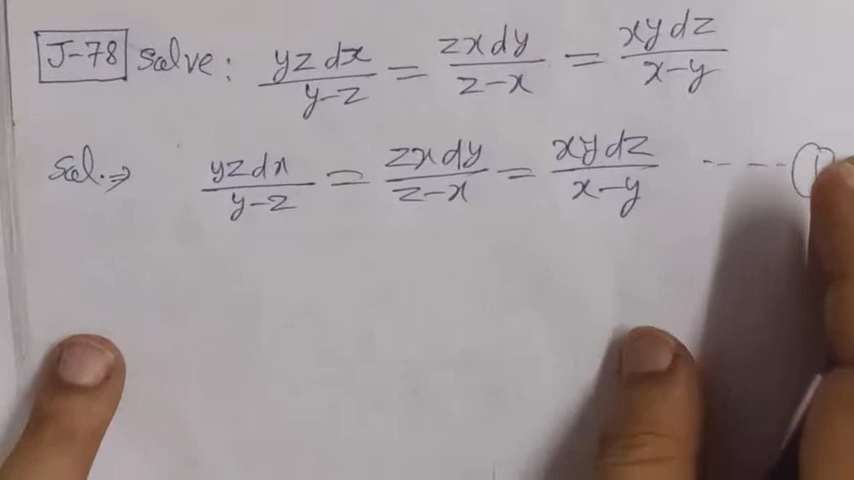 J-78 Solve: yz dx / y-z = zx dy / z-x = xy dz / x-y
Sol. ⇒ yz dx / y-z = zx dy / z-x = xy dz / x-y ----- ①